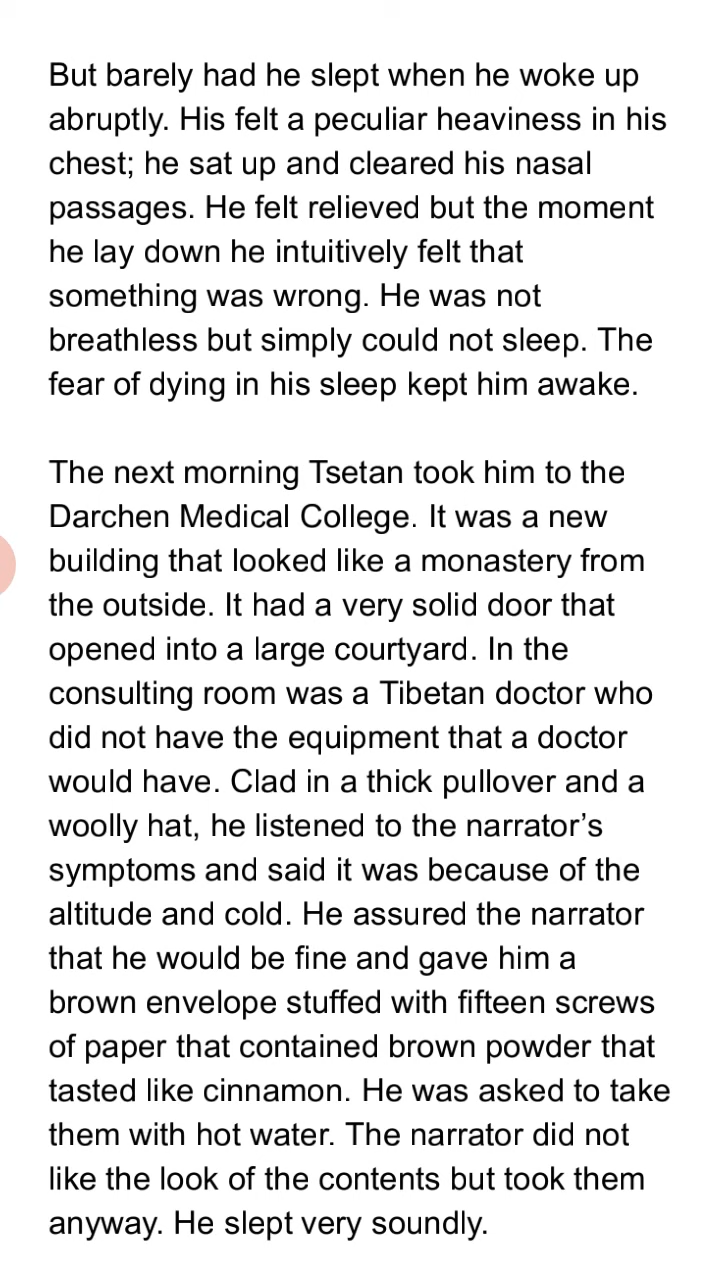 But barely had he slept when he woke up
abruptly. His felt a peculiar heaviness in his
chest; he sat up and cleared his nasal
passages. He felt relieved but the moment
he lay down he intuitively felt that
something was wrong. He was not
breathless but simply could not sleep. The
fear of dying in his sleep kept him awake.
The next morning Tsetan took him to the
Darchen Medical College. It was a new
building that looked like a monastery from
the outside. It had a very solid door that
opened into a large courtyard. In the
consulting room was a Tibetan doctor who
did not have the equipment that a doctor
would have. Clad in a thick pullover and a
woolly hat, he listened to the narrator’s
symptoms and said it was because of the
altitude and cold. He assured the narrator
that he would be fine and gave him a
brown envelope stuffed with fifteen screws
of paper that contained brown powder that
tasted like cinnamon. He was asked to take
them with hot water. The narrator did not
like the look of the contents but took them
anyway. He slept very soundly.